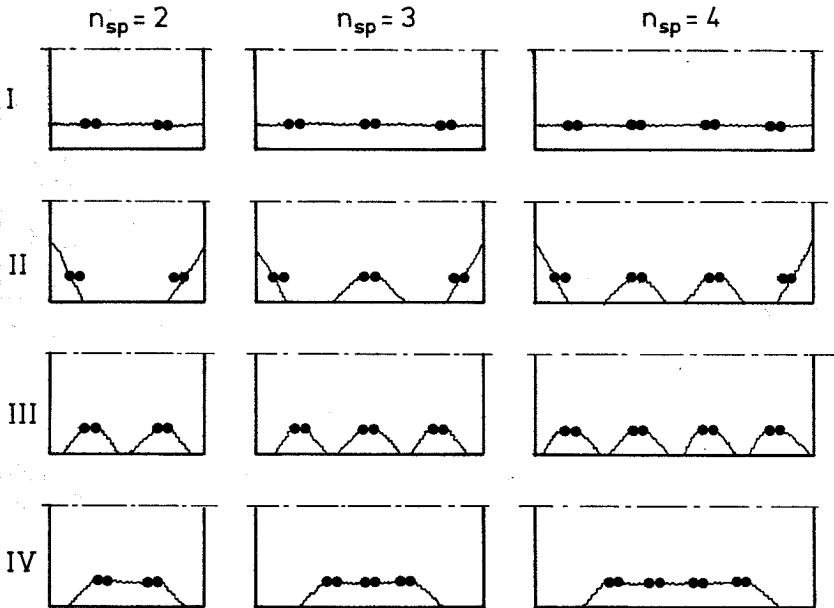 n_sp = 2 n_sp = 3 n_sp = 4
I
II
III
IV